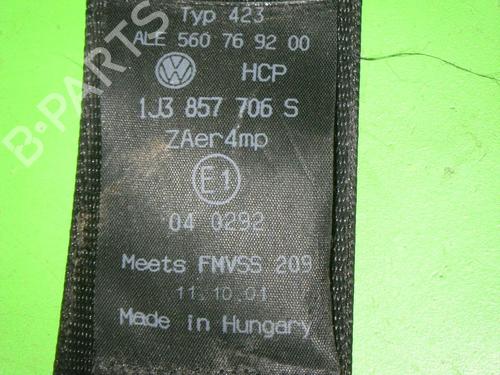 Typ 423
ALE 560 76 92 00
HCP
1J3 857 706 S
ZAer4mp
E1
04 0292
Meets FMVSS 209
11.10.01
Made in Hungary
B-PARTS